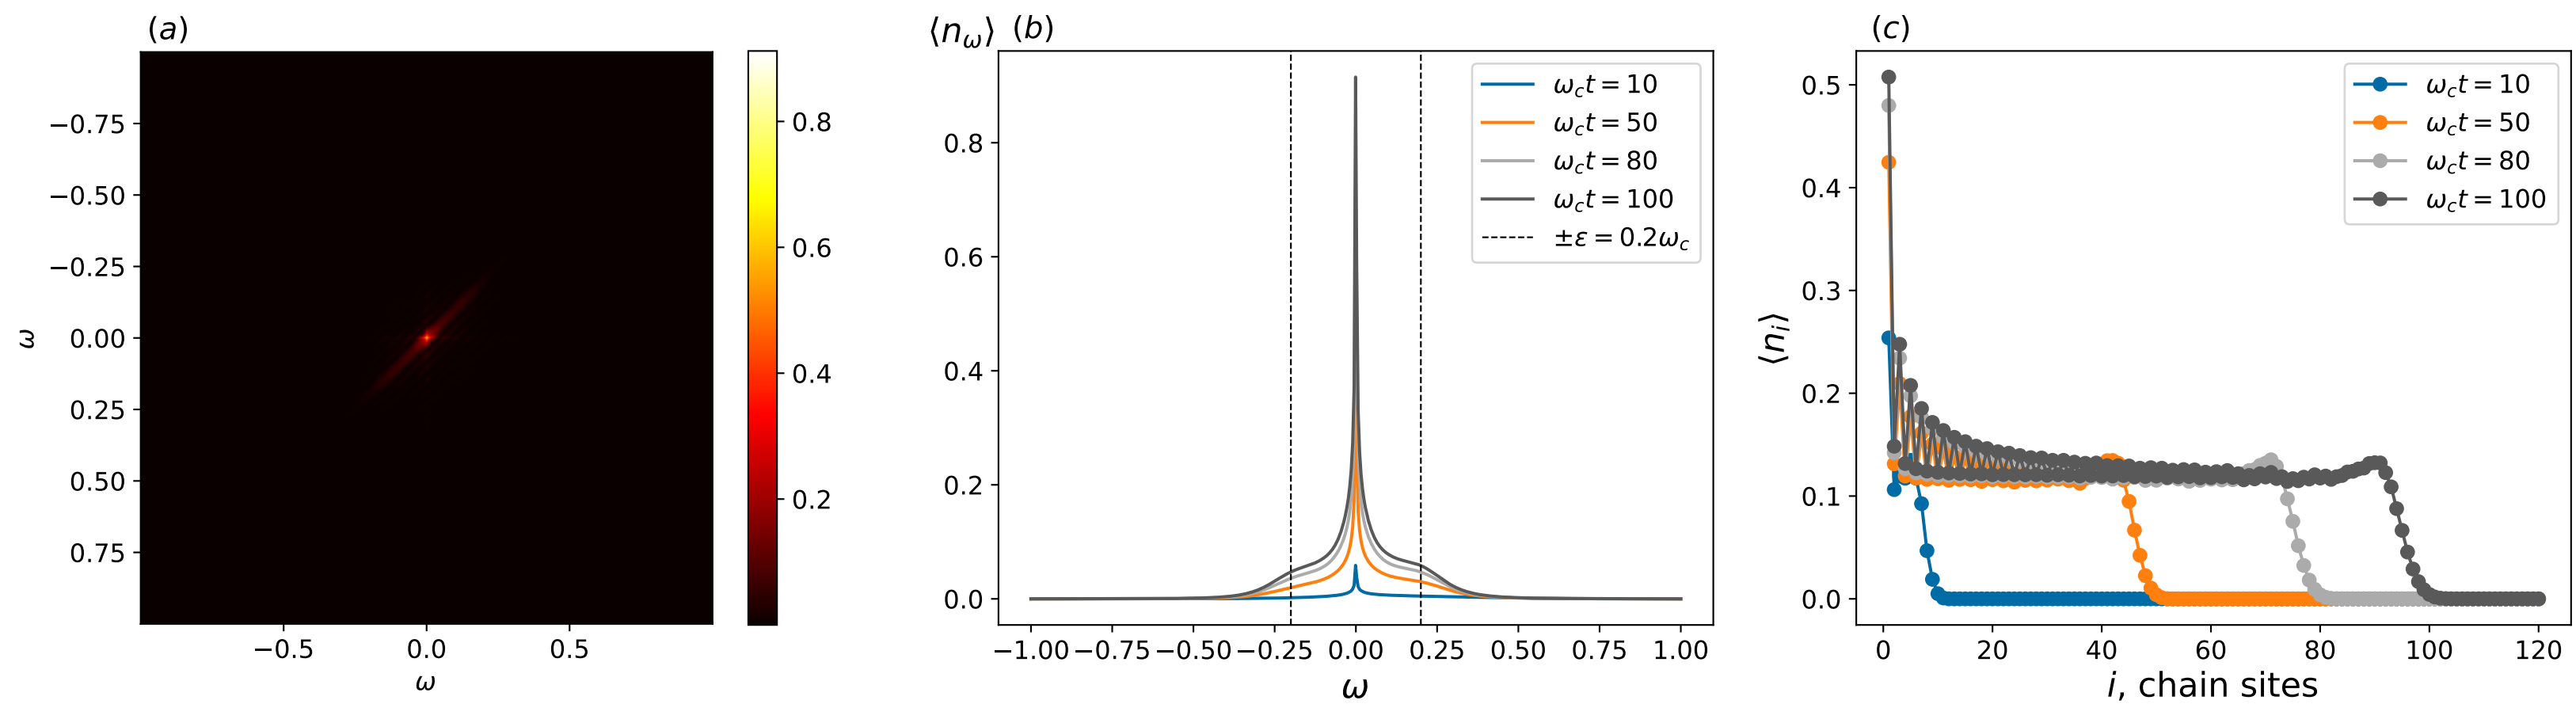 (a)
−0.75
−0.50
−0.25
0.00
0.25
0.50
0.75
ω
−0.5 0.0 0.5
ω
0.8
0.6
0.4
0.2
⟨n_ω⟩ (b)
0.8
0.6
0.4
0.2
0.0
ω_c t = 10
ω_c t = 50
ω_c t = 80
ω_c t = 100
±ε = 0.2ω_c
−1.00 −0.75 −0.50 −0.25 0.00 0.25 0.50 0.75 1.00
ω
(c)
0.5
0.4
0.3
0.2
0.1
0.0
⟨n_i⟩
ω_c t = 10
ω_c t = 50
ω_c t = 80
ω_c t = 100
0 20 40 60 80 100 120
i, chain sites